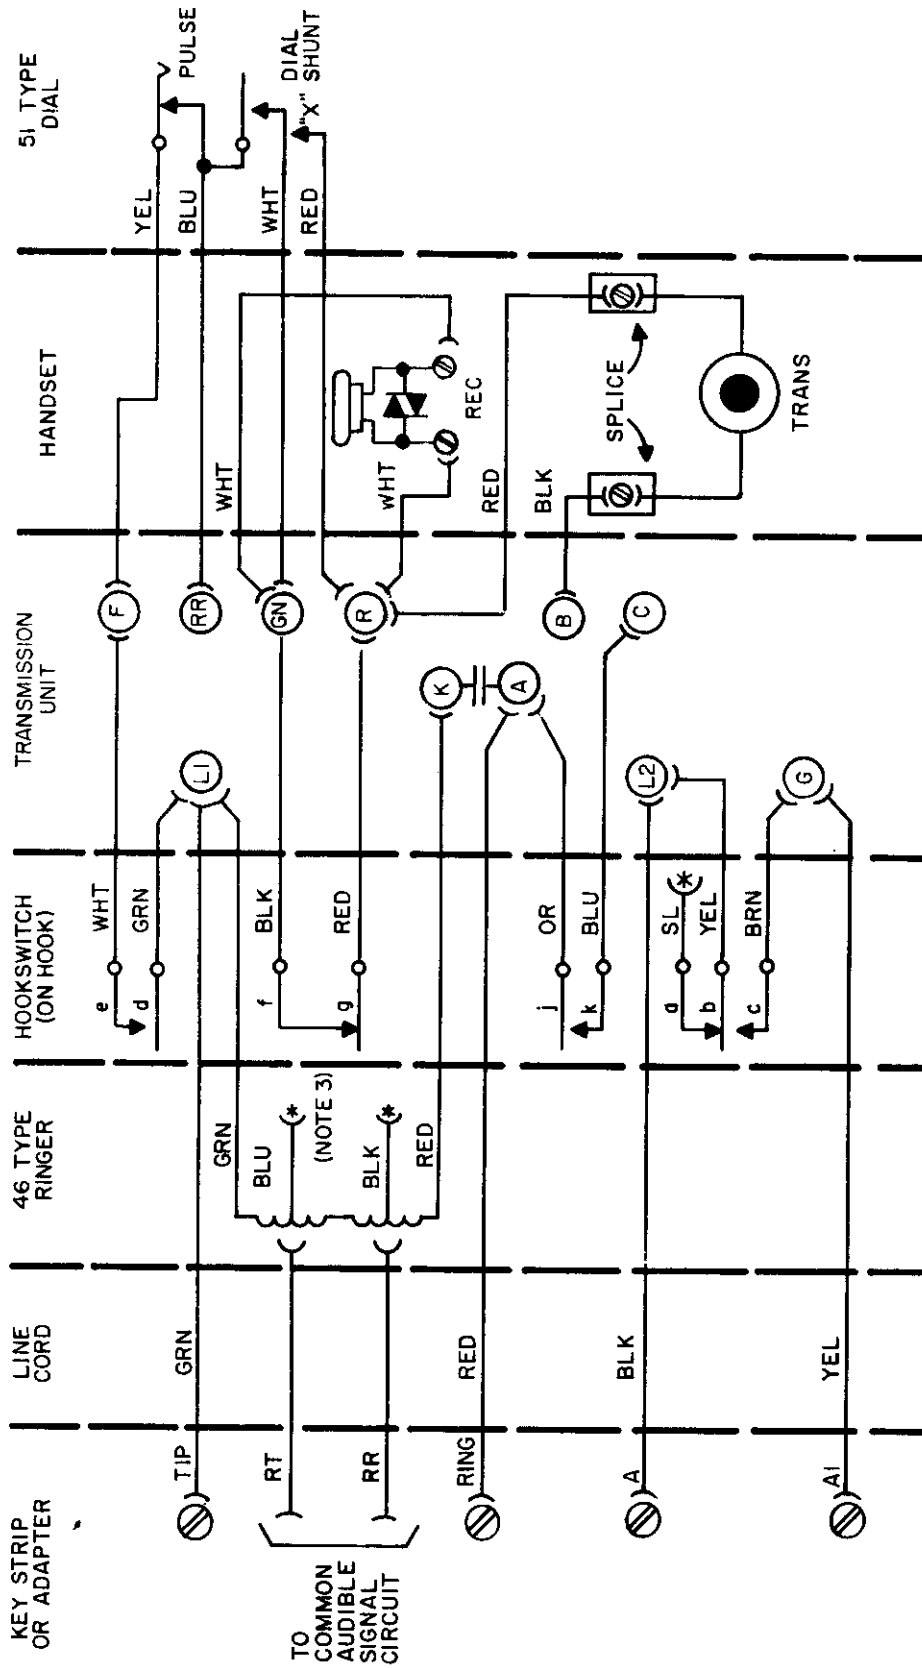 KEY STRIP
OR ADAPTER
LINE
CORD
46 TYPE
RINGER
HOOKSWITCH
(ON HOOK)
TRANSMISSION
UNIT
HANDSET
51 TYPE
DIAL
WHT
e
F
YEL
PULSE
GRN
d
L1
BLU
RR
TIP
GRN
GRN
WHT
DIAL
"X" SHUNT
RT
BLU
*
(NOTE 3)
BLK
f
GN
WHT
TO
COMMON
AUDIBLE
SIGNAL
CIRCUIT
RR
BLK
*
RED
g
R
RED
WHT
REC
RED
K
RING
RED
A
RED
OR
j
B
BLK
BLU
k
C
SPLICE
A
BLK
L2
SL
*
a
YEL
b
TRANS
BRN
c
G
A1
YEL